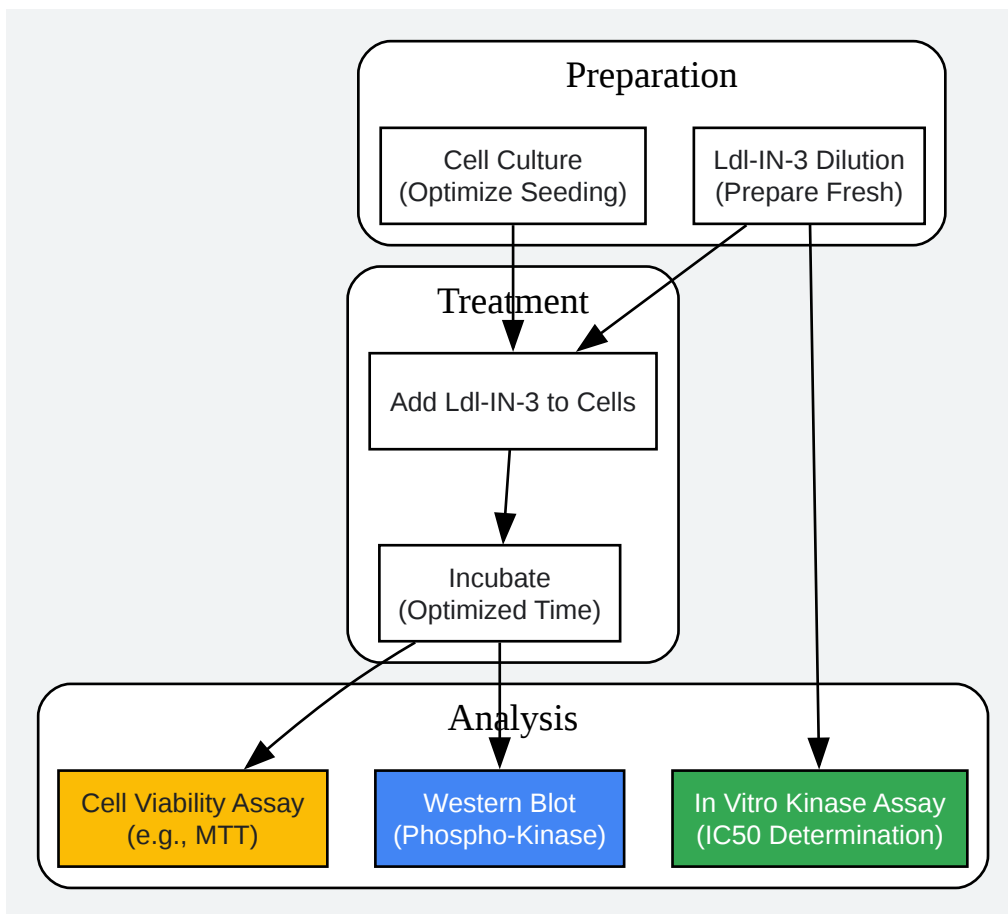 Preparation
Cell Culture
(Optimize Seeding)
Ldl-IN-3 Dilution
(Prepare Fresh)
Treatment
Add Ldl-IN-3 to Cells
Incubate
(Optimized Time)
Analysis
Cell Viability Assay
(e.g., MTT)
Western Blot
(Phospho-Kinase)
In Vitro Kinase Assay
(IC50 Determination)